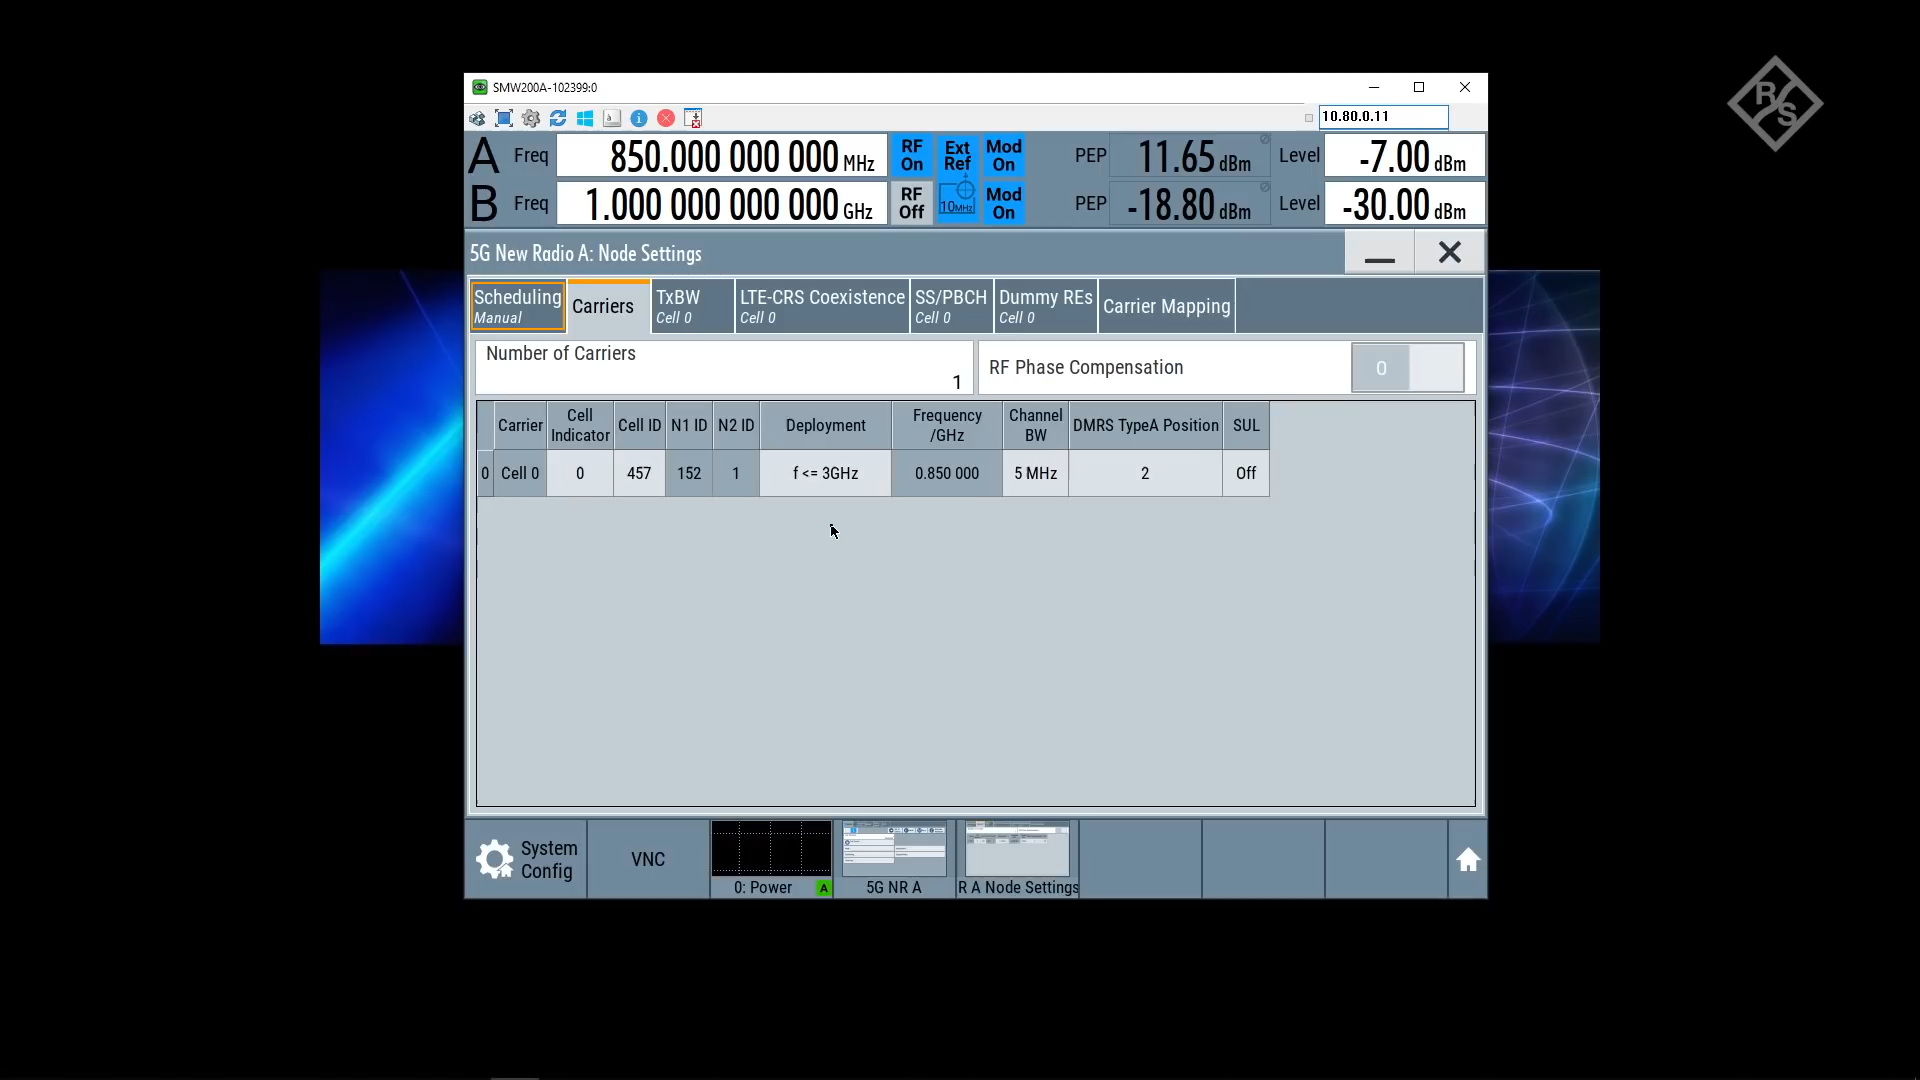 R/S
SMW200A-102399:0
10.80.0.11
A Freq 850.000 000 000 MHz RF On Ext Ref Mod On PEP 11.65 dBm Level -7.00 dBm
B Freq 1.000 000 000 000 GHz RF Off 10MHz Mod On PEP -18.80 dBm Level -30.00 dBm
5G New Radio A: Node Settings
Scheduling Manual
Carriers
TxBW Cell 0
LTE-CRS Coexistence Cell 0
SS/PBCH Cell 0
Dummy REs Cell 0
Carrier Mapping
Number of Carriers
1
RF Phase Compensation 0
Carrier Cell Indicator Cell ID N1 ID N2 ID Deployment Frequency /GHz Channel BW DMRS TypeA Position SUL
0 Cell 0 0 457 152 1 f <= 3GHz 0.850 000 5 MHz 2 Off
System Config
VNC
0: Power A
5G NR A
R A Node Settings